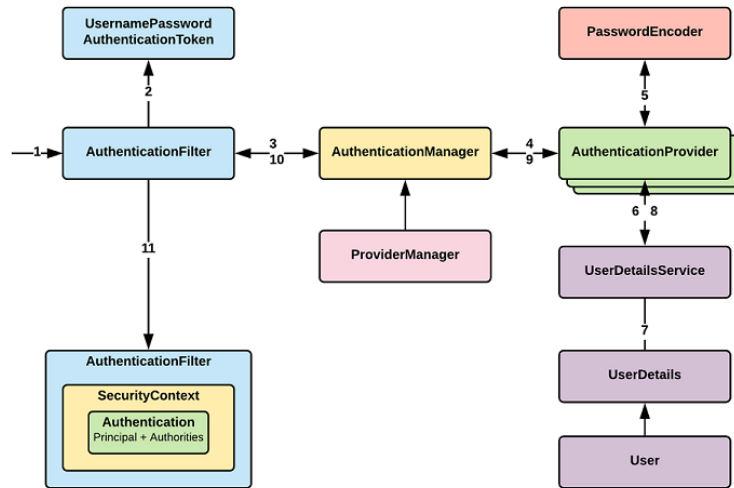 UsernamePassword
AuthenticationToken
PasswordEncoder
2
5
1
AuthenticationFilter
3
10
AuthenticationManager
4
9
AuthenticationProvider
6 8
11
ProviderManager
UserDetailsService
7
AuthenticationFilter
SecurityContext
Authentication
Principal + Authorities
UserDetails
User